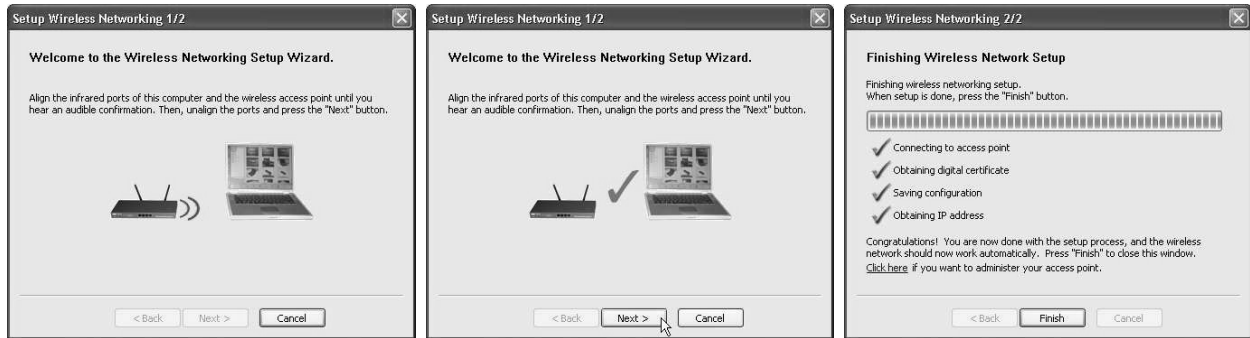 Setup Wireless Networking 1/2
Welcome to the Wireless Networking Setup Wizard.
Align the infrared ports of this computer and the wireless access point until you
hear an audible confirmation. Then, unalign the ports and press the "Next" button.
< Back
Next >
Cancel
Setup Wireless Networking 1/2
Welcome to the Wireless Networking Setup Wizard.
Align the infrared ports of this computer and the wireless access point until you
hear an audible confirmation. Then, unalign the ports and press the "Next" button.
< Back
Next >
Cancel
Setup Wireless Networking 2/2
Finishing Wireless Network Setup
Finishing wireless networking setup.
When setup is done, press the "Finish" button.
Connecting to access point
Obtaining digital certificate
Saving configuration
Obtaining IP address
Congratulations! You are now done with the setup process, and the wireless
network should now work automatically. Press "Finish" to close this window.
Click here if you want to administer your access point.
< Back
Finish
Cancel